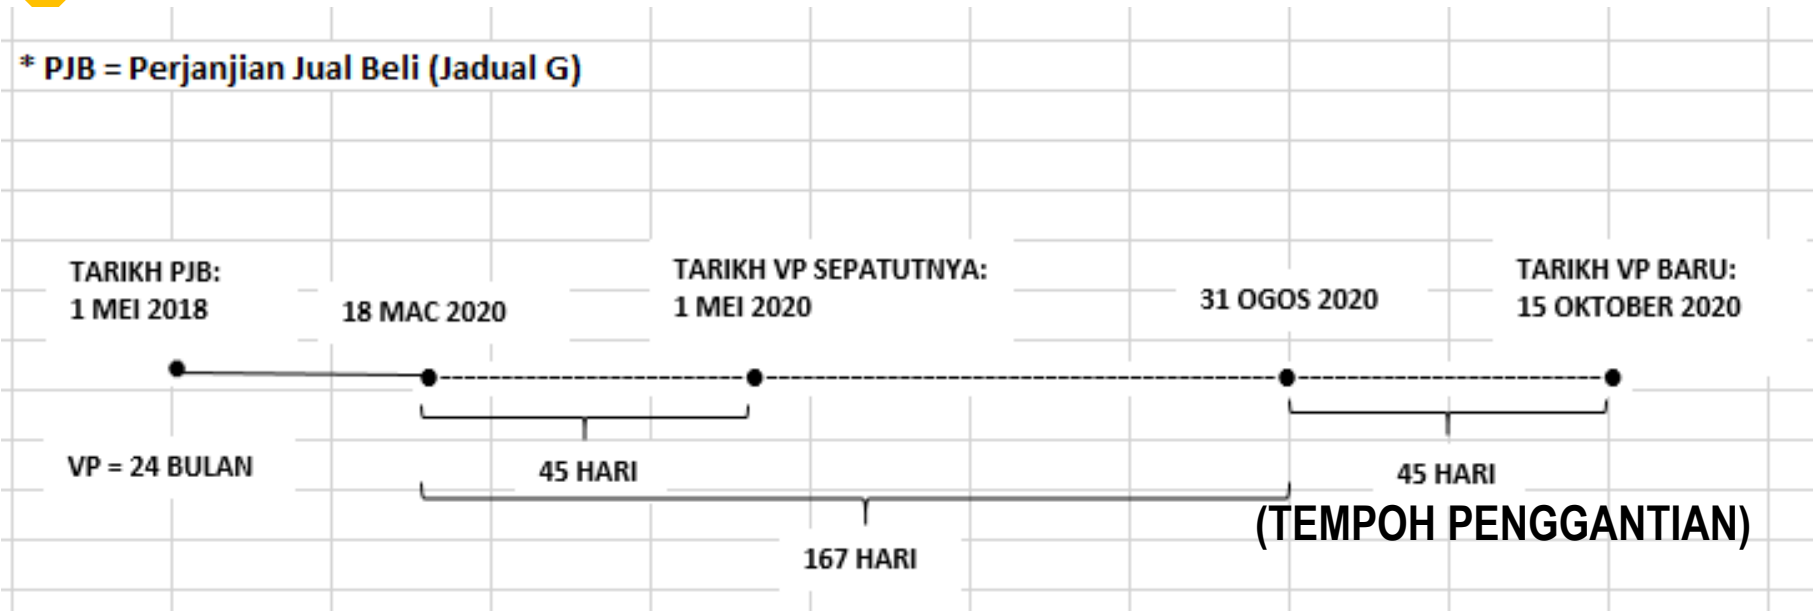 * PJB = Perjanjian Jual Beli (Jadual G)
TARIKH PJB:
1 MEI 2018
18 MAC 2020
TARIKH VP SEPATUTNYA:
1 MEI 2020
31 OGOS 2020
TARIKH VP BARU:
15 OKTOBER 2020
VP = 24 BULAN
45 HARI
45 HARI
(TEMPOH PENGGANTIAN)
167 HARI